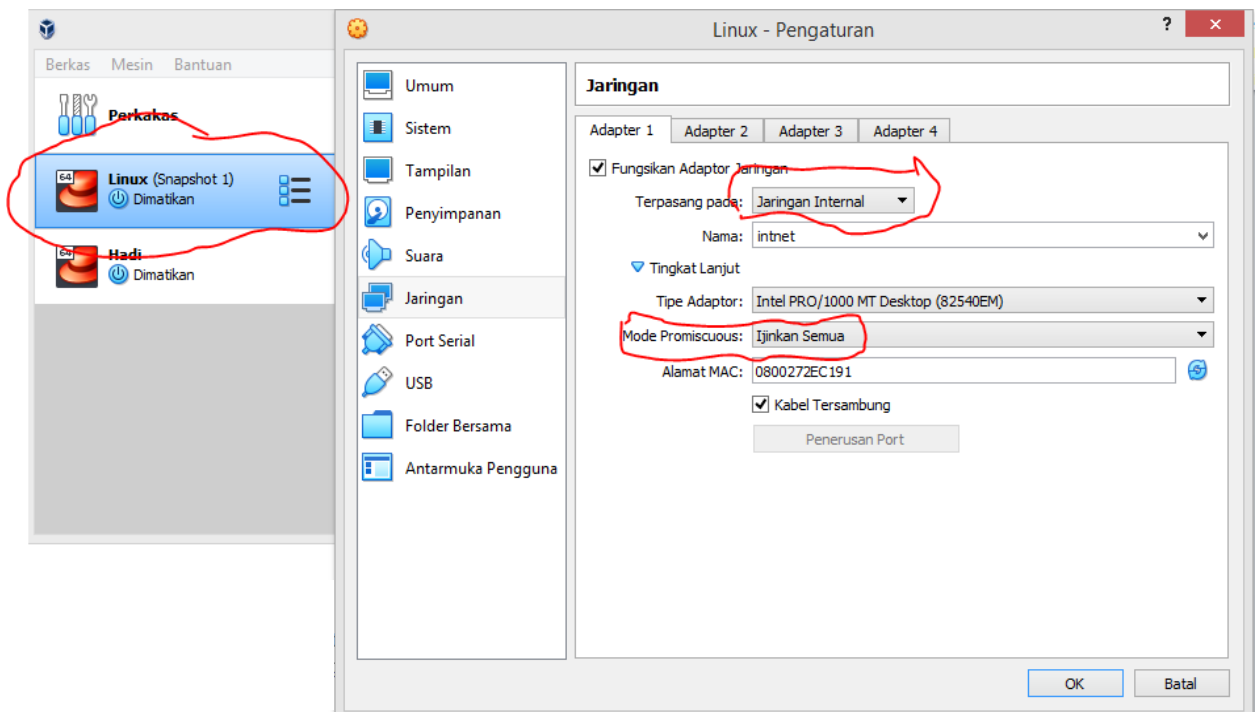 Berkas Mesin Bantuan
Perkakas
64
Linux (Snapshot 1)
Dimatikan
64
Hadi
Dimatikan
Linux - Pengaturan
?
Umum
Sistem
Tampilan
Penyimpanan
Suara
Jaringan
Port Serial
USB
Folder Bersama
Antarmuka Pengguna
Jaringan
Adapter 1 Adapter 2 Adapter 3 Adapter 4
Fungsikan Adaptor Jaringan
Terpasang pada: Jaringan Internal
Nama: intnet
Tingkat Lanjut
Tipe Adaptor: Intel PRO/1000 MT Desktop (82540EM)
Mode Promiscuous: Ijinkan Semua
Alamat MAC: 0800272EC191
Kabel Tersambung
Penerusan Port
OK Batal